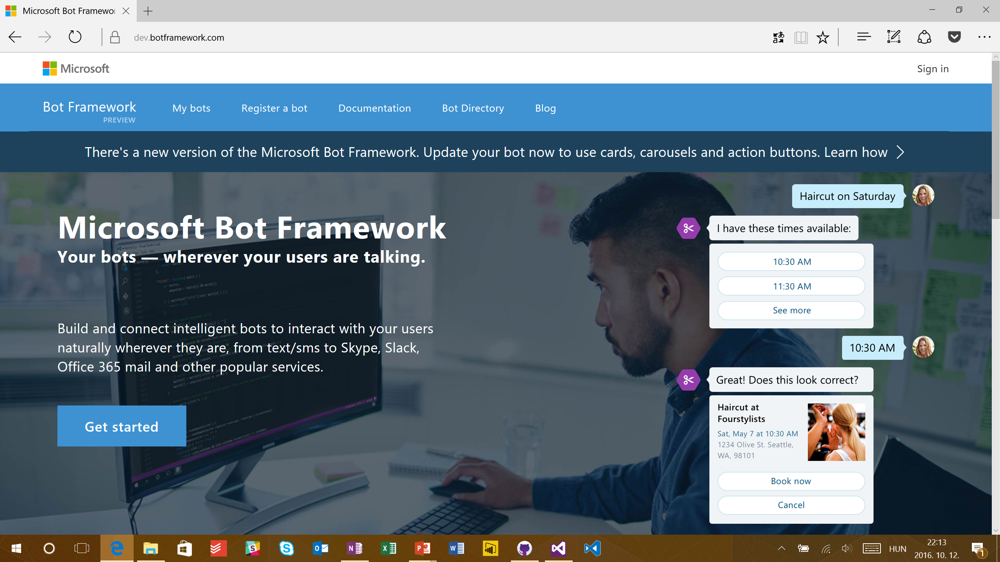 Microsoft Bot Framewo
dev.botframework.com
Microsoft
Sign in
Bot Framework
PREVIEW
My bots
Register a bot
Documentation
Bot Directory
Blog
There's a new version of the Microsoft Bot Framework. Update your bot now to use cards, carousels and action buttons. Learn how
Microsoft Bot Framework
Your bots — wherever your users are talking.
Build and connect intelligent bots to interact with your users
naturally wherever they are, from text/sms to Skype, Slack,
Office 365 mail and other popular services.
Get started
Haircut on Saturday
I have these times available:
10:30 AM
11:30 AM
See more
10:30 AM
Great! Does this look correct?
Haircut at
Fourstylists
Sat, May 7 at 10:30 AM
1234 Olive St. Seattle,
WA, 98101
Book now
Cancel
HUN
22:13
2016. 10. 12.
1